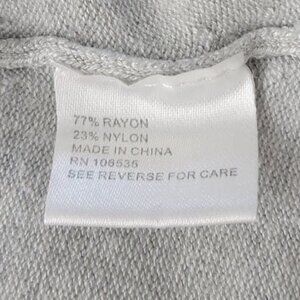 77% RAYON
23% NYLON
MADE IN CHINA
RN 106535
SEE REVERSE FOR CARE